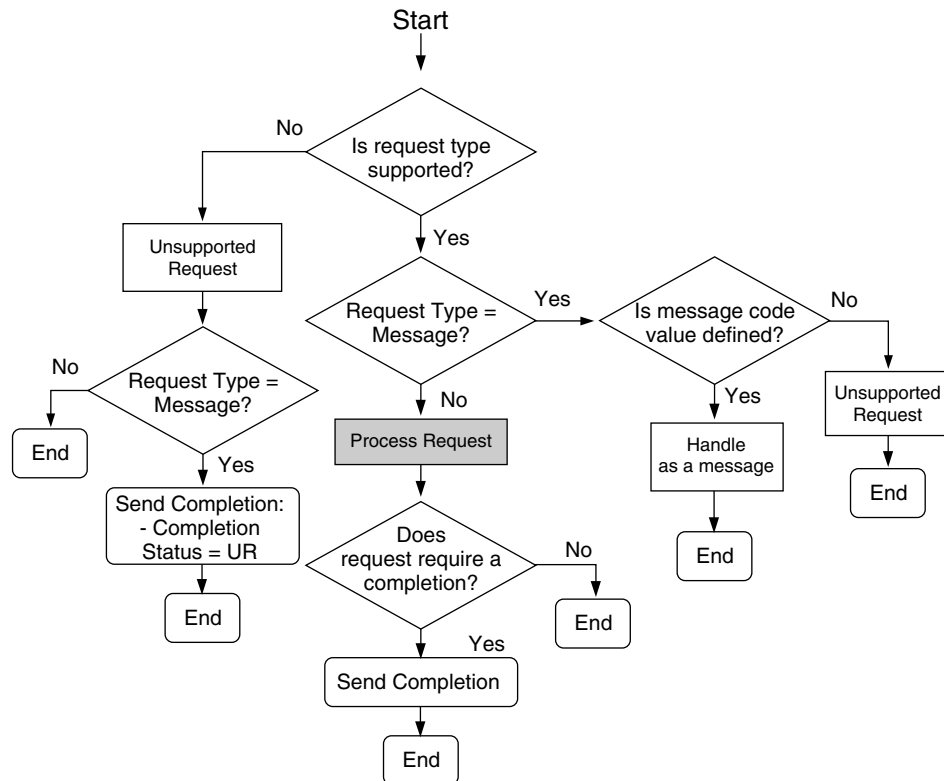 Start
Is request type
supported?
No
Yes
Unsupported
Request
Request Type =
Message?
Yes
Is message code
value defined?
No
Request Type =
Message?
No
End
Yes
Send Completion:
- Completion
Status = UR
End
No
Process Request
Does
request require a
completion?
No
End
Yes
Send Completion
End
Yes
Handle
as a message
End
Unsupported
Request
End